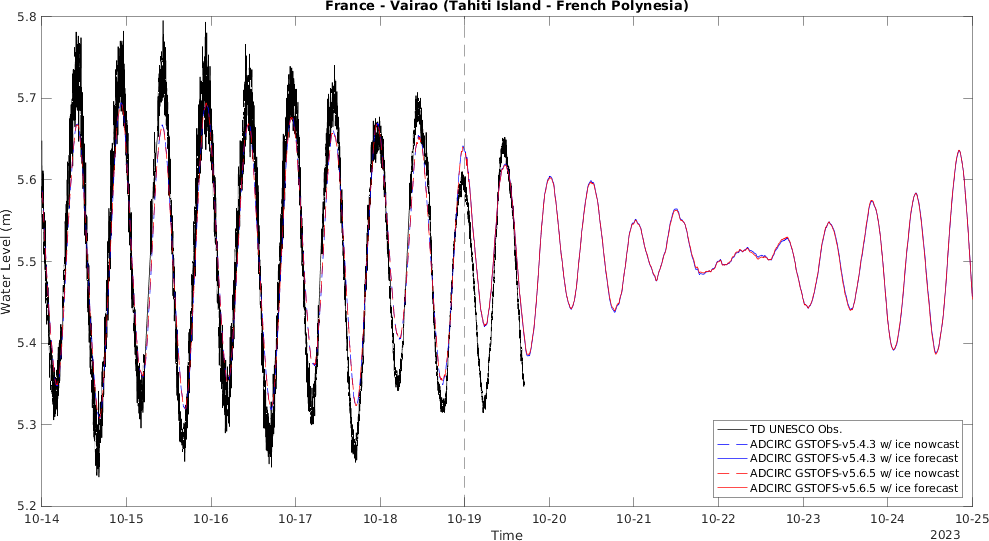 France - Vairao (Tahiti Island - French Polynesia)
5.8
5.7
5.6
5.5
5.4
5.3
5.2
Water Level (m)
TD UNESCO Obs.
ADCIRC GSTOFS-v5.4.3 w/ ice nowcast
ADCIRC GSTOFS-v5.4.3 w/ ice forecast
ADCIRC GSTOFS-v5.6.5 w/ ice nowcast
ADCIRC GSTOFS-v5.6.5 w/ ice forecast
10-14 10-15 10-16 10-17 10-18 10-19 10-20 10-21 10-22 10-23 10-24 10-25
Time
2023